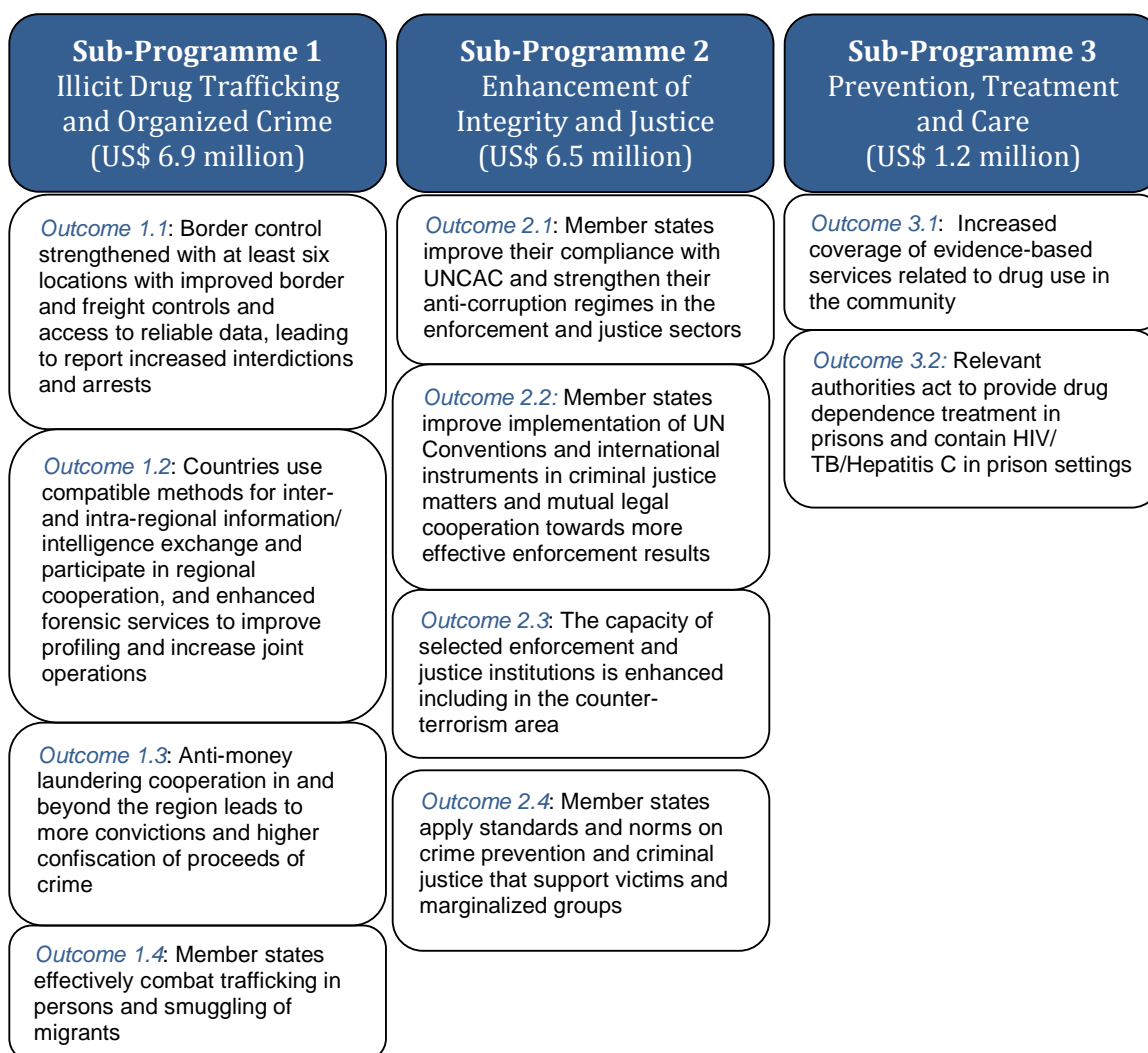 Sub-Programme 1
Illicit Drug Trafficking
and Organized Crime
(US$ 6.9 million)
Outcome 1.1: Border control
strengthened with at least six
locations with improved border
and freight controls and
access to reliable data, leading
to report increased interdictions
and arrests
Outcome 1.2: Countries use
compatible methods for inter-
and intra-regional information/
intelligence exchange and
participate in regional
cooperation, and enhanced
forensic services to improve
profiling and increase joint
operations
Outcome 1.3: Anti-money
laundering cooperation in and
beyond the region leads to
more convictions and higher
confiscation of proceeds of
crime
Outcome 1.4: Member states
effectively combat trafficking in
persons and smuggling of
migrants
Sub-Programme 2
Enhancement of
Integrity and Justice
(US$ 6.5 million)
Outcome 2.1: Member states
improve their compliance with
UNCAC and strengthen their
anti-corruption regimes in the
enforcement and justice sectors
Outcome 2.2: Member states
improve implementation of UN
Conventions and international
instruments in criminal justice
matters and mutual legal
cooperation towards more
effective enforcement results
Outcome 2.3: The capacity of
selected enforcement and
justice institutions is enhanced
including in the counter-
terrorism area
Outcome 2.4: Member states
apply standards and norms on
crime prevention and criminal
justice that support victims and
marginalized groups
Sub-Programme 3
Prevention, Treatment
and Care
(US$ 1.2 million)
Outcome 3.1: Increased
coverage of evidence-based
services related to drug use in
the community
Outcome 3.2: Relevant
authorities act to provide drug
dependence treatment in
prisons and contain HIV/
TB/Hepatitis C in prison settings